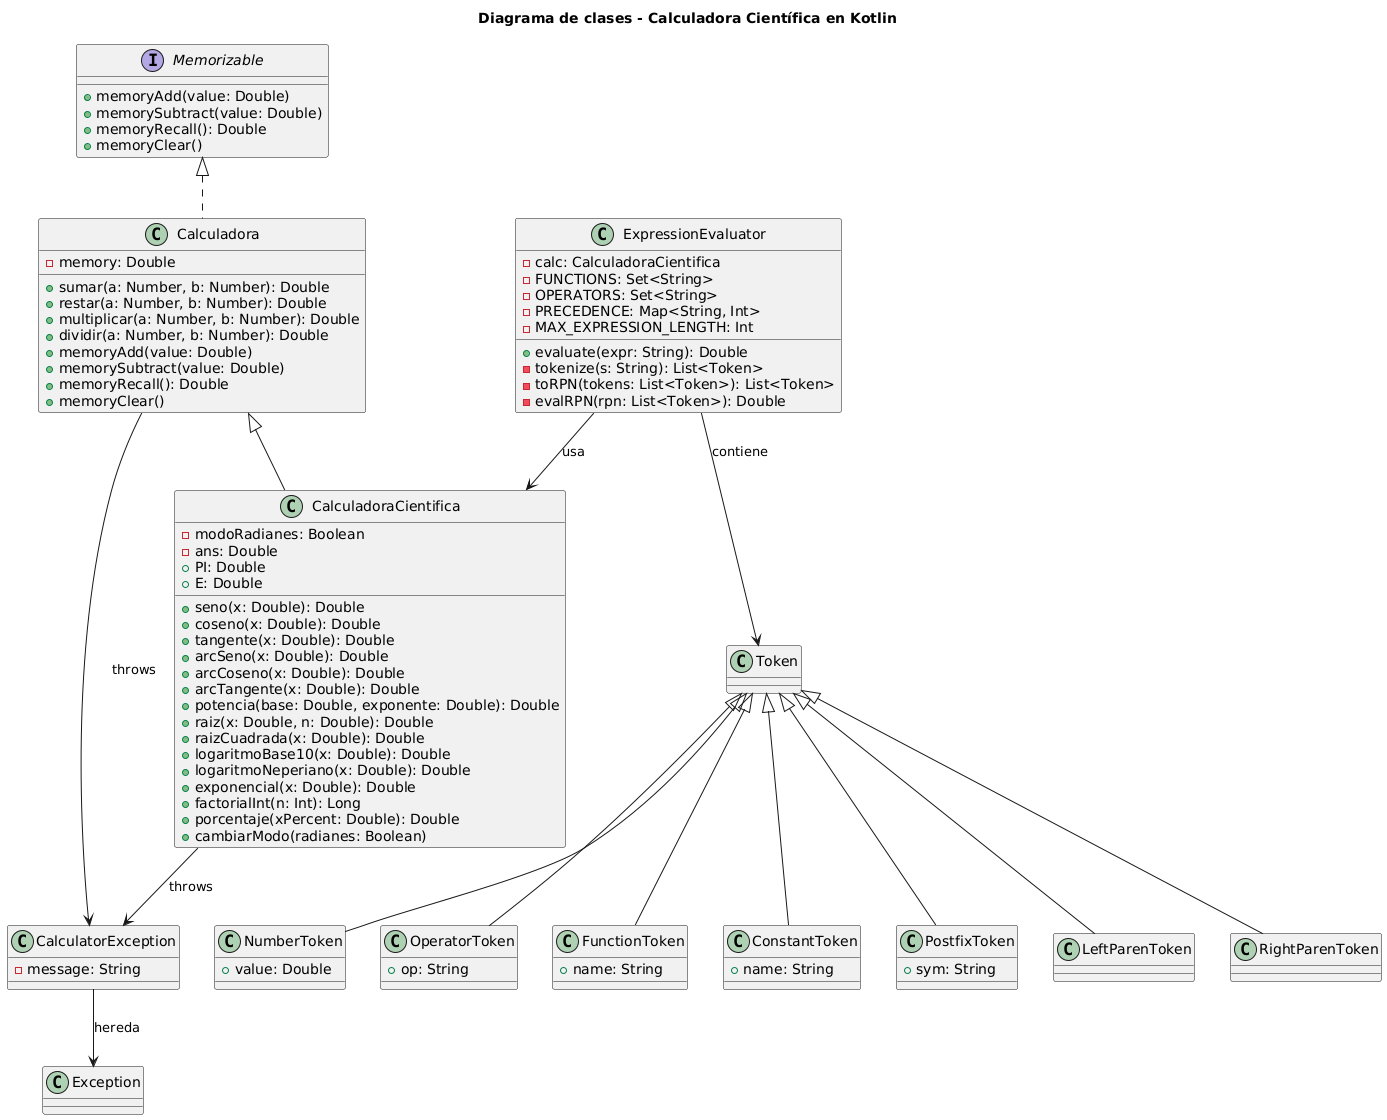 Diagrama de clases - Calculadora Científica en Kotlin
I Memorizable
memoryAdd(value: Double)
memorySubtract(value: Double)
memoryRecall(): Double
memoryClear()
C Calculadora
memory: Double
sumar(a: Number, b: Number): Double
restar(a: Number, b: Number): Double
multiplicar(a: Number, b: Number): Double
dividir(a: Number, b: Number): Double
memoryAdd(value: Double)
memorySubtract(value: Double)
memoryRecall(): Double
memoryClear()
C ExpressionEvaluator
calc: CalculadoraCientifica
FUNCTIONS: Set<String>
OPERATORS: Set<String>
PRECEDENCE: Map<String, Int>
MAX_EXPRESSION_LENGTH: Int
evaluate(expr: String): Double
tokenize(s: String): List<Token>
toRPN(tokens: List<Token>): List<Token>
evalRPN(rpn: List<Token>): Double
usa
contiene
C CalculadoraCientifica
modoRadianes: Boolean
ans: Double
PI: Double
E: Double
seno(x: Double): Double
coseno(x: Double): Double
tangente(x: Double): Double
arcSeno(x: Double): Double
arcCoseno(x: Double): Double
arcTangente(x: Double): Double
potencia(base: Double, exponente: Double): Double
raiz(x: Double, n: Double): Double
raizCuadrada(x: Double): Double
logaritmoBase10(x: Double): Double
logaritmoNeperiano(x: Double): Double
exponencial(x: Double): Double
factorialInt(n: Int): Long
porcentaje(xPercent: Double): Double
cambiarModo(radianes: Boolean)
throws
C Token
throws
C CalculatorException
message: String
C NumberToken
value: Double
C OperatorToken
op: String
C FunctionToken
name: String
C ConstantToken
name: String
C PostfixToken
sym: String
C LeftParenToken
C RightParenToken
hereda
C Exception